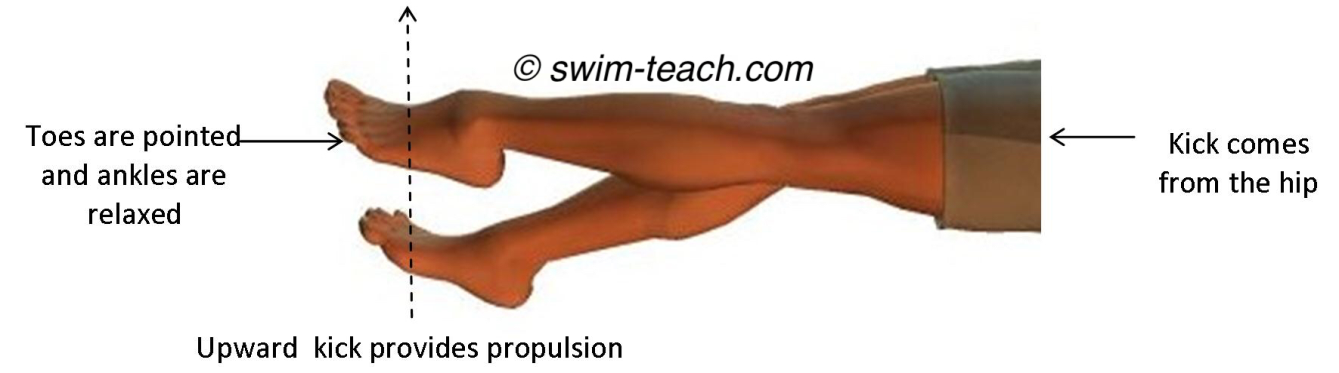 © swim-teach.com
Toes are pointed
and ankles are
relaxed
Kick comes
from the hip
Upward kick provides propulsion